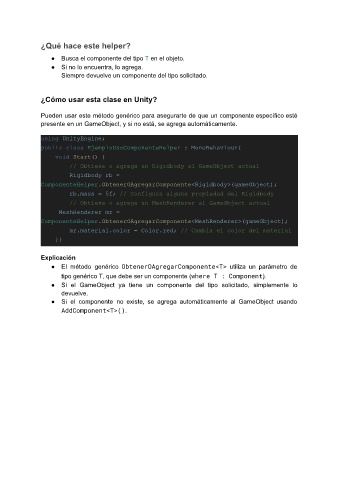 ¿Qué hace este helper?
● Busca el componente del tipo T en el objeto.
● Si no lo encuentra, lo agrega.
Siempre devuelve un componente del tipo solicitado.
¿Cómo usar esta clase en Unity?
Pueden usar este método genérico para asegurarte de que un componente específico esté
presente en un GameObject, y si no está, se agrega automáticamente.
using UnityEngine;
public class EjemploUsoComponenteHelper : MonoBehaviour{
void Start() {
// Obtiene o agrega un Rigidbody al GameObject actual
Rigidbody rb =
ComponenteHelper.ObtenerOAgregarComponente<Rigidbody>(gameObject);
rb.mass = 5f; // Configura alguna propiedad del Rigidbody
// Obtiene o agrega un MeshRenderer al GameObject actual
MeshRenderer mr =
ComponenteHelper.ObtenerOAgregarComponente<MeshRenderer>(gameObject);
mr.material.color = Color.red; // Cambia el color del material
}}
Explicación
● El método genérico ObtenerOAgregarComponente<T> utiliza un parámetro de
tipo genérico T, que debe ser un componente (where T : Component).
● Si el GameObject ya tiene un componente del tipo solicitado, simplemente lo
devuelve.
● Si el componente no existe, se agrega automáticamente al GameObject usando
AddComponent<T>().